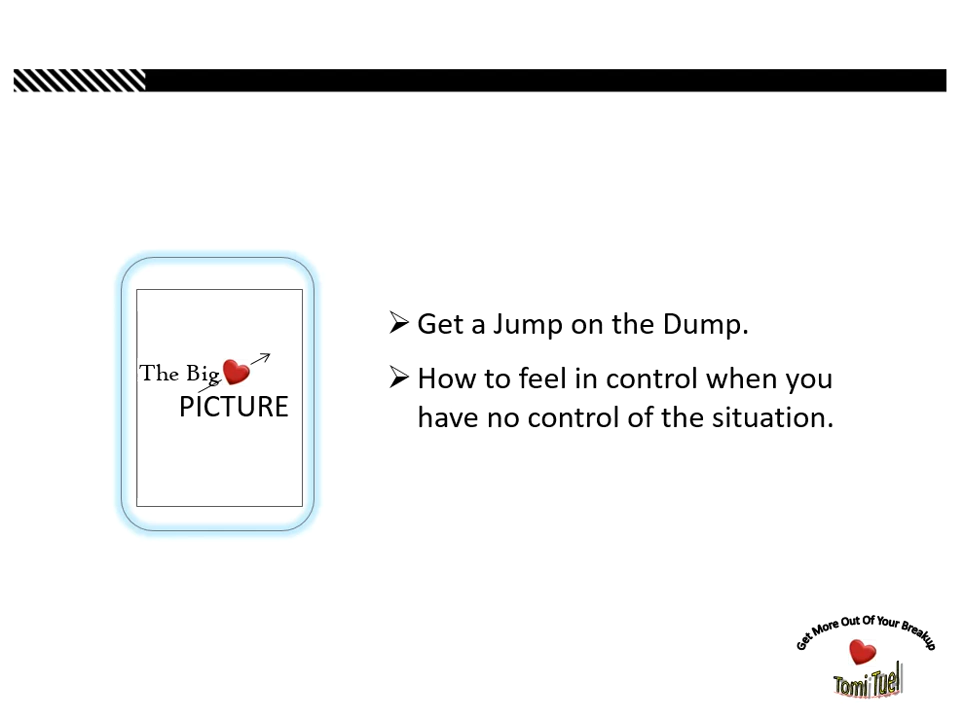 The Big
PICTURE
➢ Get a Jump on the Dump.
➢ How to feel in control when you
have no control of the situation.
Get More Out Of Your Breakup
Tomi Tuel